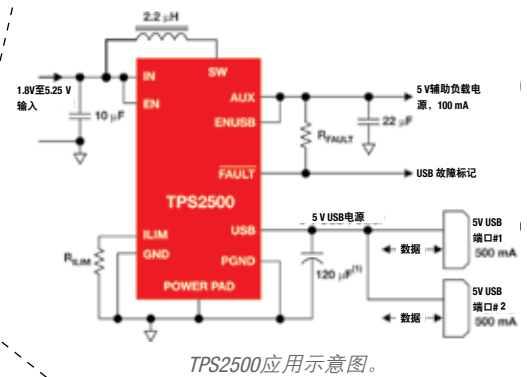 2.2 μH
1.8V至5.25 V
输入
IN
SW
EN
AUX
5 V辅助负载电
源，100 mA
ENUSB
10 μF
RFAULT
22 μF
FAULT
USB 故障标记
TPS2500
5 V USB电源
ILIM
USB
5V USB
端口#1
500 mA
数据
RILIM
GND
PGND
120 μF(1)
POWER PAD
5V USB
端口# 2
500 mA
数据
TPS2500应用示意图。